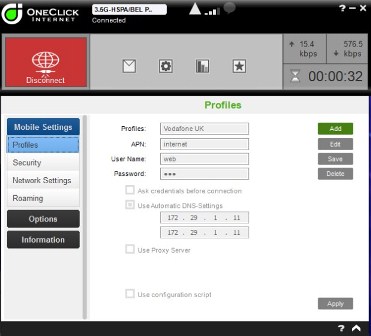 ONECLICK
INTERNET
3.5G-HSPA/BEL P..
Connected
? – ×
15.4
kbps
576.5
kbps
Disconnect
00:00:32
Profiles
Mobile Settings
Profiles
Security
Network Settings
Roaming
Options
Information
Profiles: Vodafone UK Add
APN: internet Edit
User Name: web Save
Password: ••• Delete
Ask credentials before connection
Use Automatic DNS-Settings
172 . 29 . 1 . 11
172 . 29 . 1 . 11
Use Proxy Server
Use configuration script
Apply
?